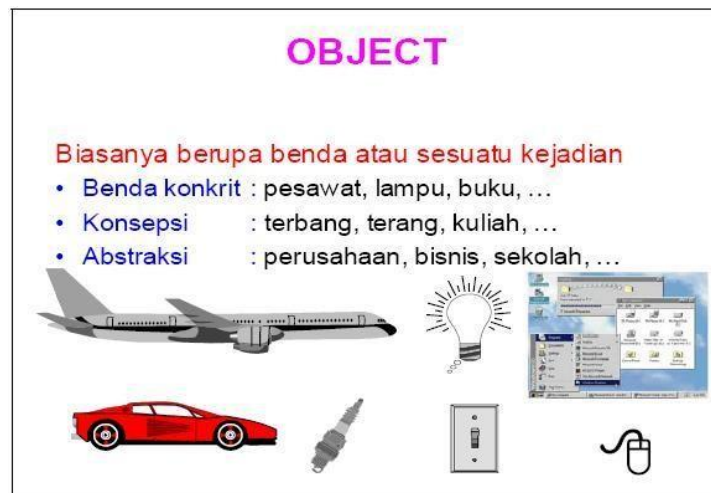 OBJECT
Biasanya berupa benda atau sesuatu kejadian
• Benda konkrit : pesawat, lampu, buku, ...
• Konsepsi : terbang, terang, kuliah, ...
• Abstraksi : perusahaan, bisnis, sekolah, ...